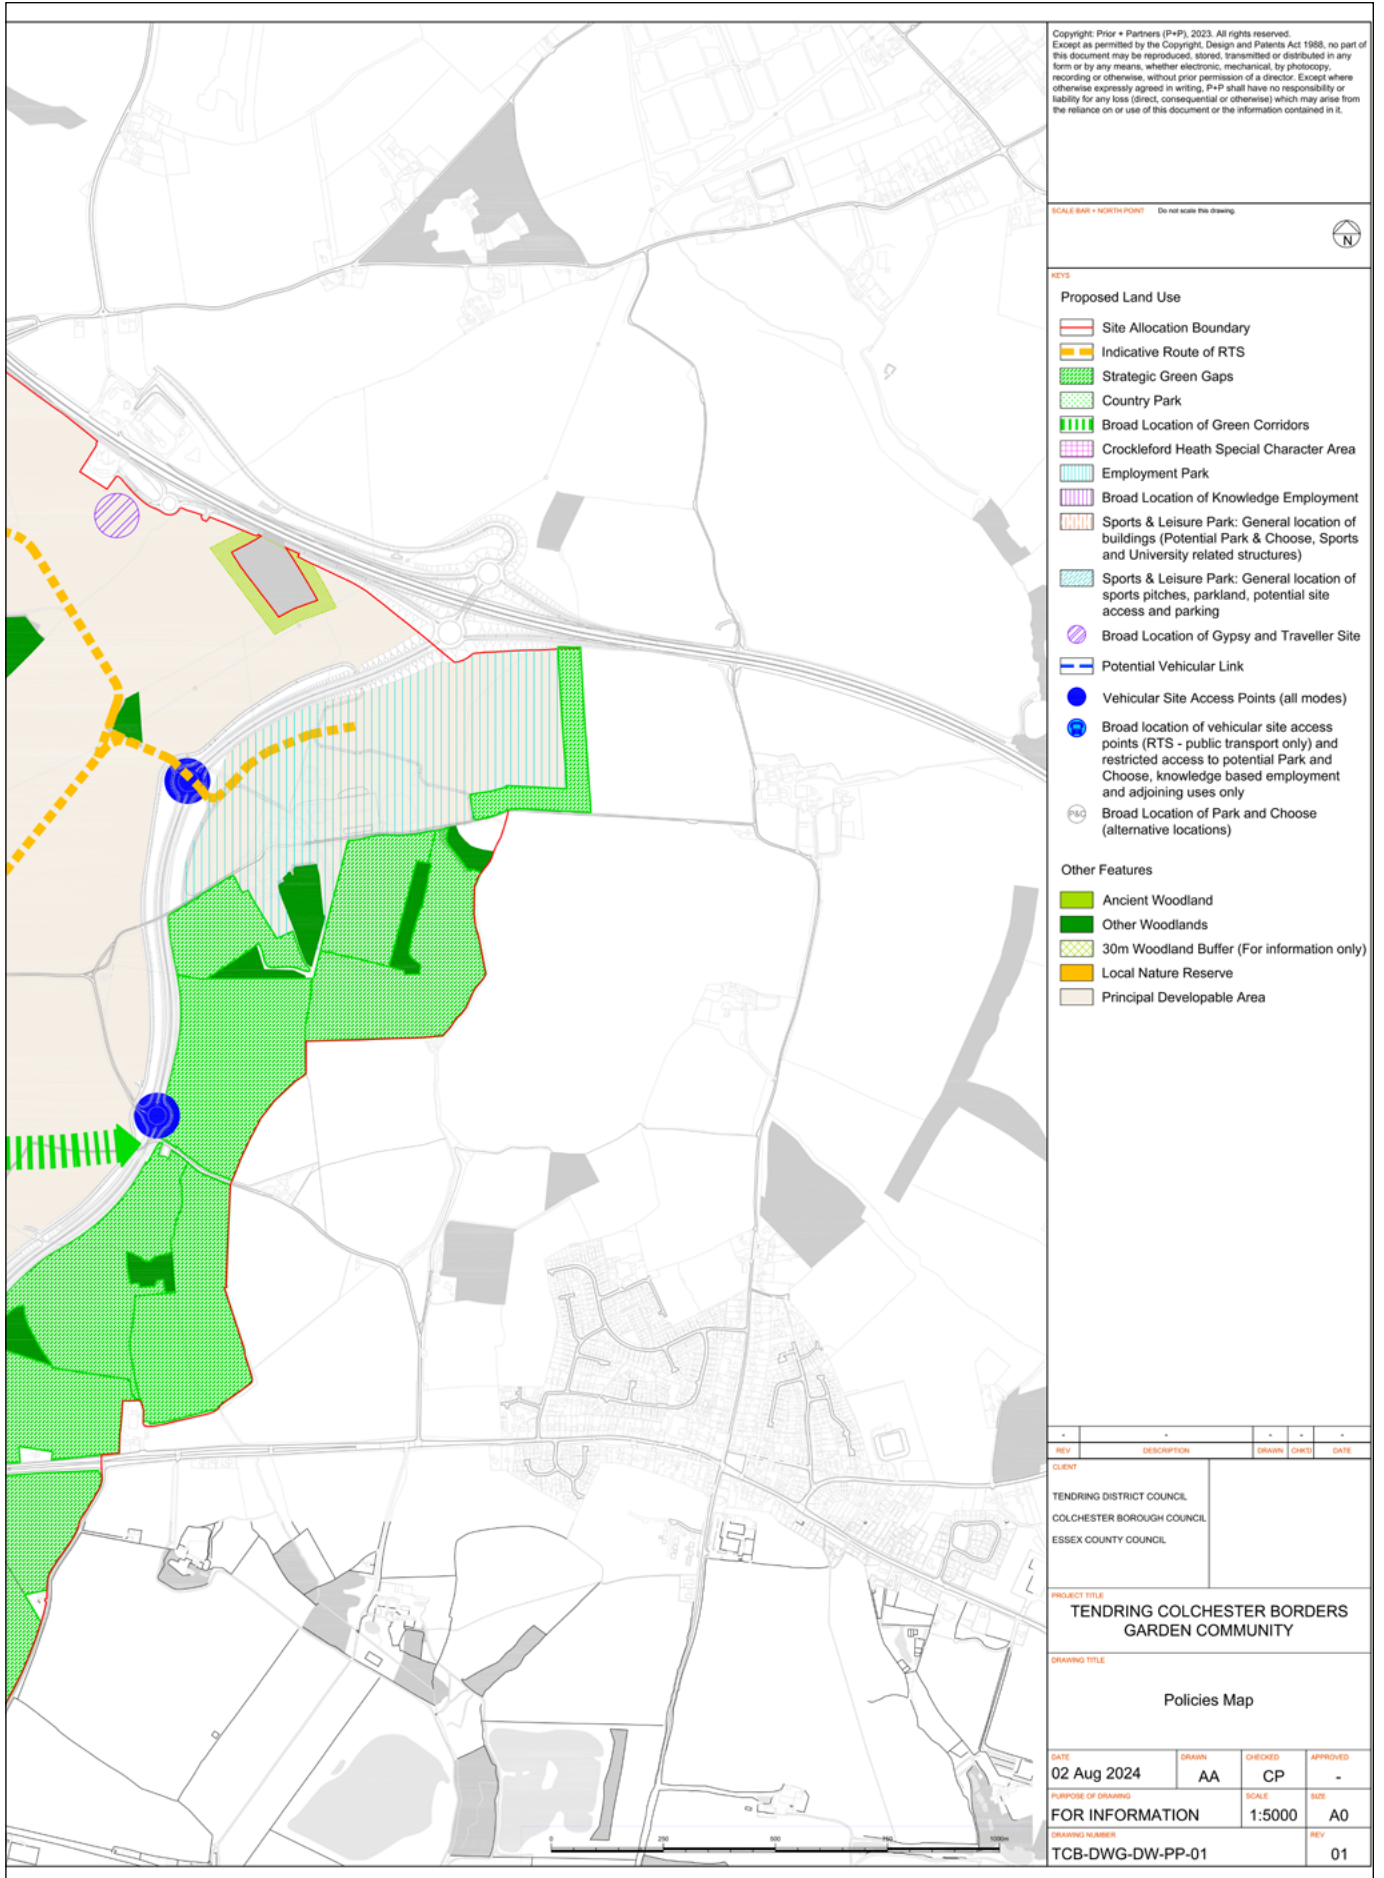 Copyright: Prior + Partners (P+P), 2023. All rights reserved.
Except as permitted by the Copyright, Design and Patents Act 1988, no part of
this document may be reproduced, stored, transmitted or distributed in any
form or by any means, whether electronic, mechanical, by photocopy,
recording or otherwise, without prior permission of a director. Except where
otherwise expressly agreed in writing, P+P shall have no responsibility or
liability for any loss (direct, consequential or otherwise) which may arise from
the reliance on or use of this document or the information contained in it.
SCALE BAR + NORTH POINT Do not scale this drawing.
N
KEYS
Proposed Land Use
Site Allocation Boundary
Indicative Route of RTS
Strategic Green Gaps
Country Park
Broad Location of Green Corridors
Crockleford Heath Special Character Area
Employment Park
Broad Location of Knowledge Employment
Sports & Leisure Park: General location of
buildings (Potential Park & Choose, Sports
and University related structures)
Sports & Leisure Park: General location of
sports pitches, parkland, potential site
access and parking
Broad Location of Gypsy and Traveller Site
Potential Vehicular Link
Vehicular Site Access Points (all modes)
Broad location of vehicular site access
points (RTS - public transport only) and
restricted access to potential Park and
Choose, knowledge based employment
and adjoining uses only
P&C
Broad Location of Park and Choose
(alternative locations)
Other Features
Ancient Woodland
Other Woodlands
30m Woodland Buffer (For information only)
Local Nature Reserve
Principal Developable Area
- - - - -
REV DESCRIPTION DRAWN CHK'D DATE
CLIENT
TENDRING DISTRICT COUNCIL
COLCHESTER BOROUGH COUNCIL
ESSEX COUNTY COUNCIL
PROJECT TITLE
TENDRING COLCHESTER BORDERS
GARDEN COMMUNITY
DRAWING TITLE
Policies Map
DATE DRAWN CHECKED APPROVED
02 Aug 2024 AA CP -
PURPOSE OF DRAWING SCALE SIZE
FOR INFORMATION 1:5000 A0
DRAWING NUMBER REV
TCB-DWG-DW-PP-01 01
0 250 500 750 1000m